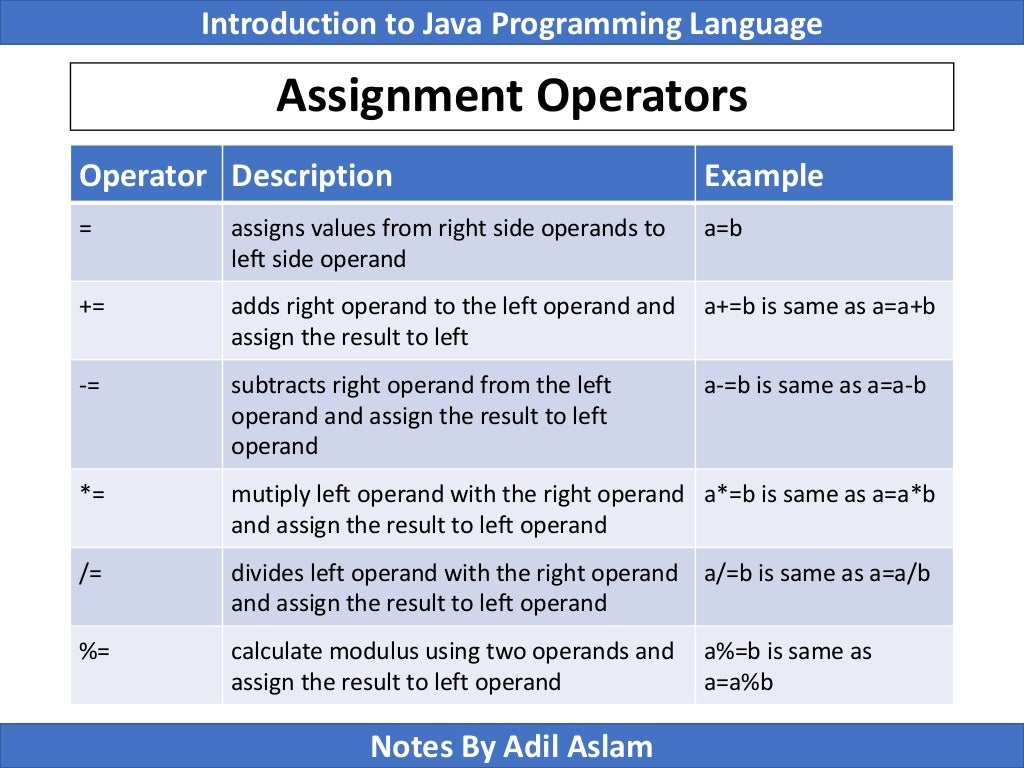 Introduction to Java Programming Language
Assignment Operators
Operator Description Example
= assigns values from right side operands to a=b
left side operand
+= adds right operand to the left operand and a+=b is same as a=a+b
assign the result to left
-= subtracts right operand from the left a-=b is same as a=a-b
operand and assign the result to left
operand
*= mutiply left operand with the right operand a*=b is same as a=a*b
and assign the result to left operand
/= divides left operand with the right operand a/=b is same as a=a/b
and assign the result to left operand
%= calculate modulus using two operands and a%=b is same as
assign the result to left operand a=a%b
Notes By Adil Aslam